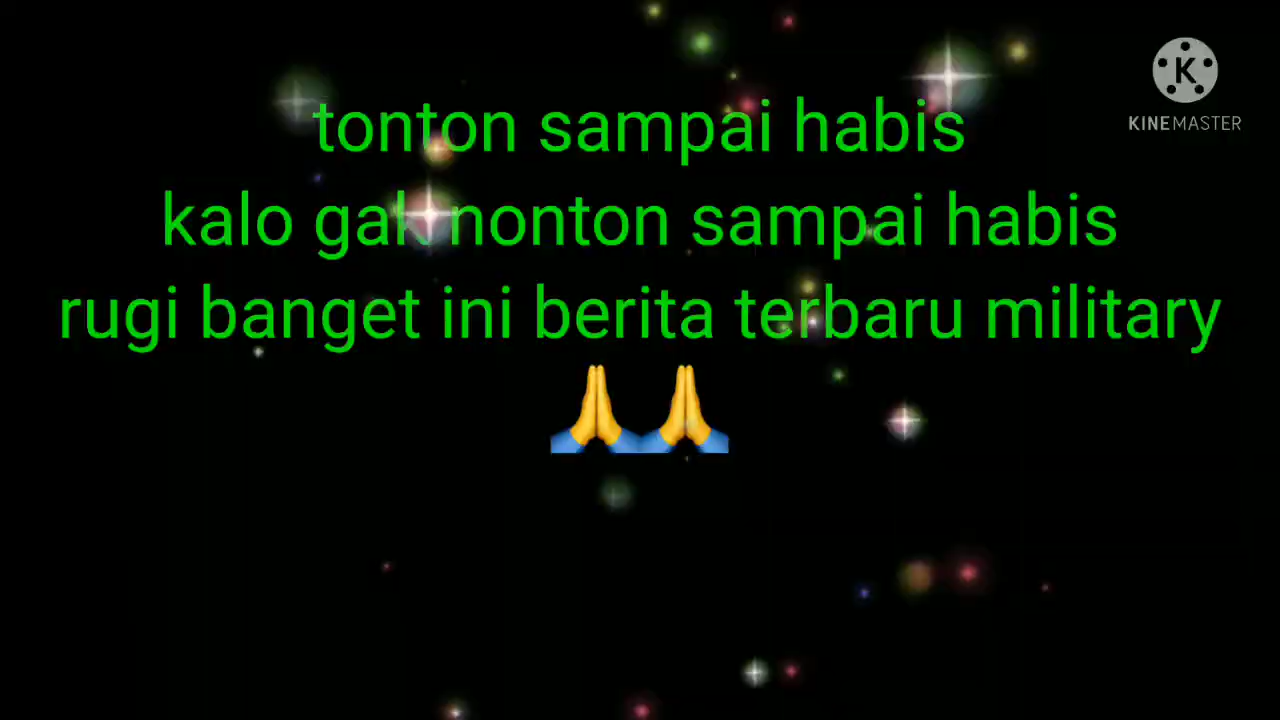 tonton sampai habis
kalo gak nonton sampai habis
rugi banget ini berita terbaru military
🙏🙏
K
KINEMASTER